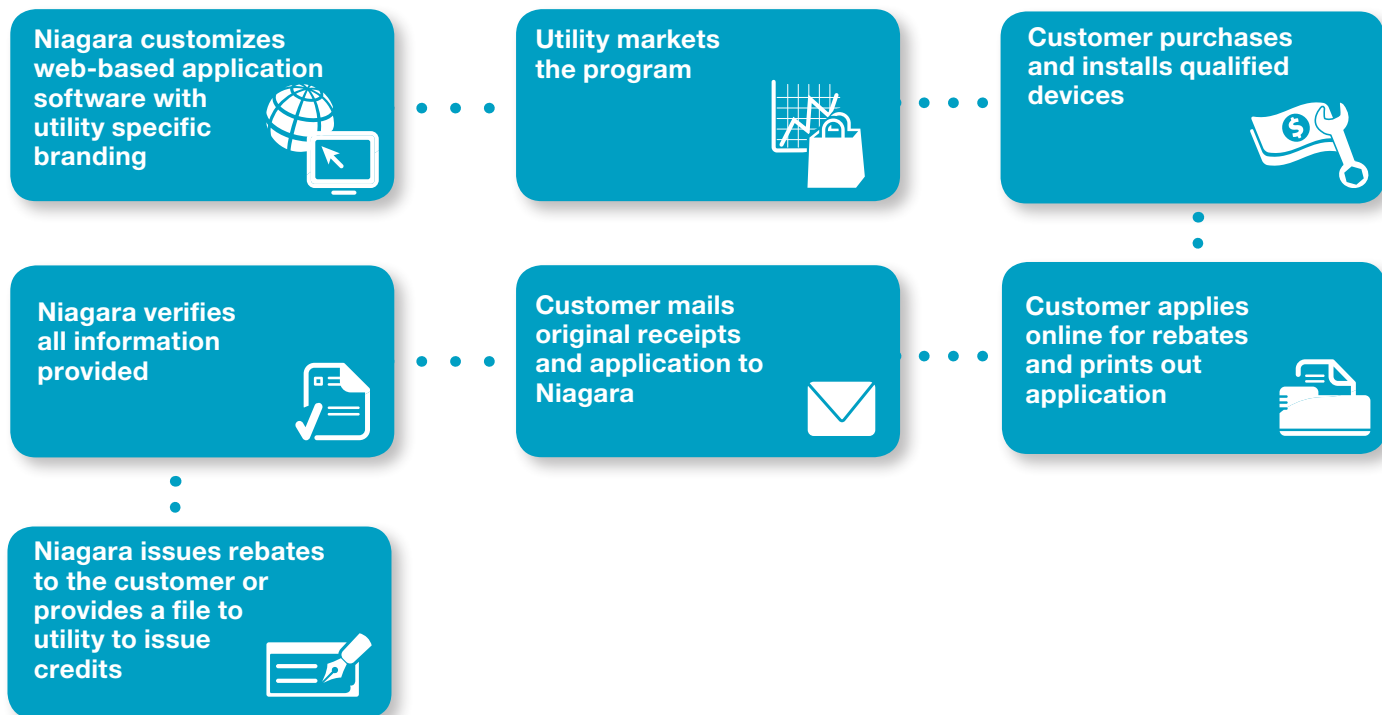 Niagara customizes
web-based application
software with
utility specific
branding
Utility markets
the program
Customer purchases
and installs qualified
devices
$
Customer applies
online for rebates
and prints out
application
Customer mails
original receipts
and application to
Niagara
Niagara verifies
all information
provided
Niagara issues rebates
to the customer or
provides a file to
utility to issue
credits